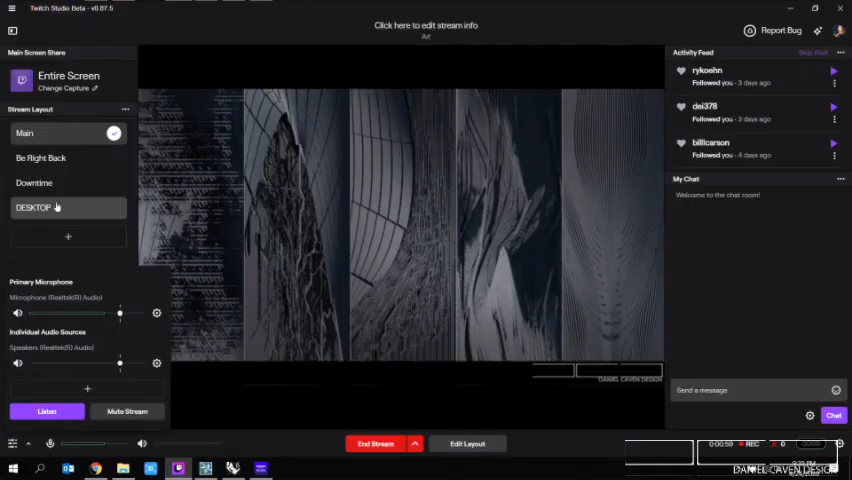 Twitch Studio Beta - v0.87.5
Click here to edit stream info
Art
Report Bug
Main Screen Share
Entire Screen
Change Capture
Stream Layout
Main
Be Right Back
Downtime
DESKTOP
Primary Microphone
Microphone (Realtek(R) Audio)
Individual Audio Sources
Speakers (Realtek(R) Audio)
Listen
Mute Stream
DANIEL CAVEN DESIGN
Activity Feed
Skip Alert
rykoehn
Followed you · 3 days ago
dei378
Followed you · 3 days ago
billicarson
Followed you · 4 days ago
My Chat
Welcome to the chat room!
Send a message
Chat
End Stream
Edit Layout
0:00:59
REC
0
DANIEL CAVEN DESIGN